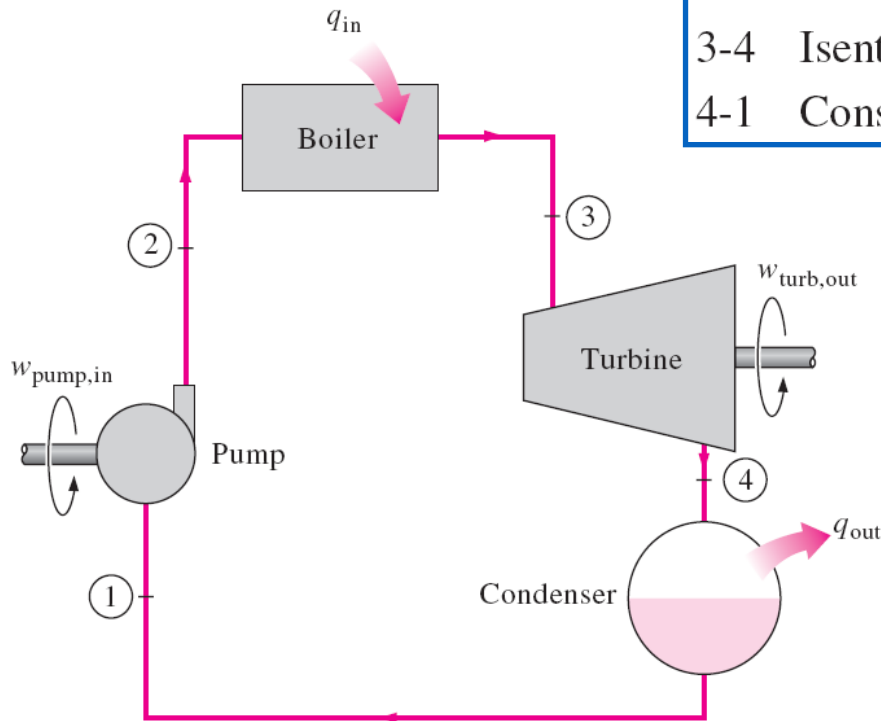 q_in
3-4 Isent
4-1 Cons
Boiler
2
3
w_turb,out
Turbine
w_pump,in
Pump
4
q_out
Condenser
1